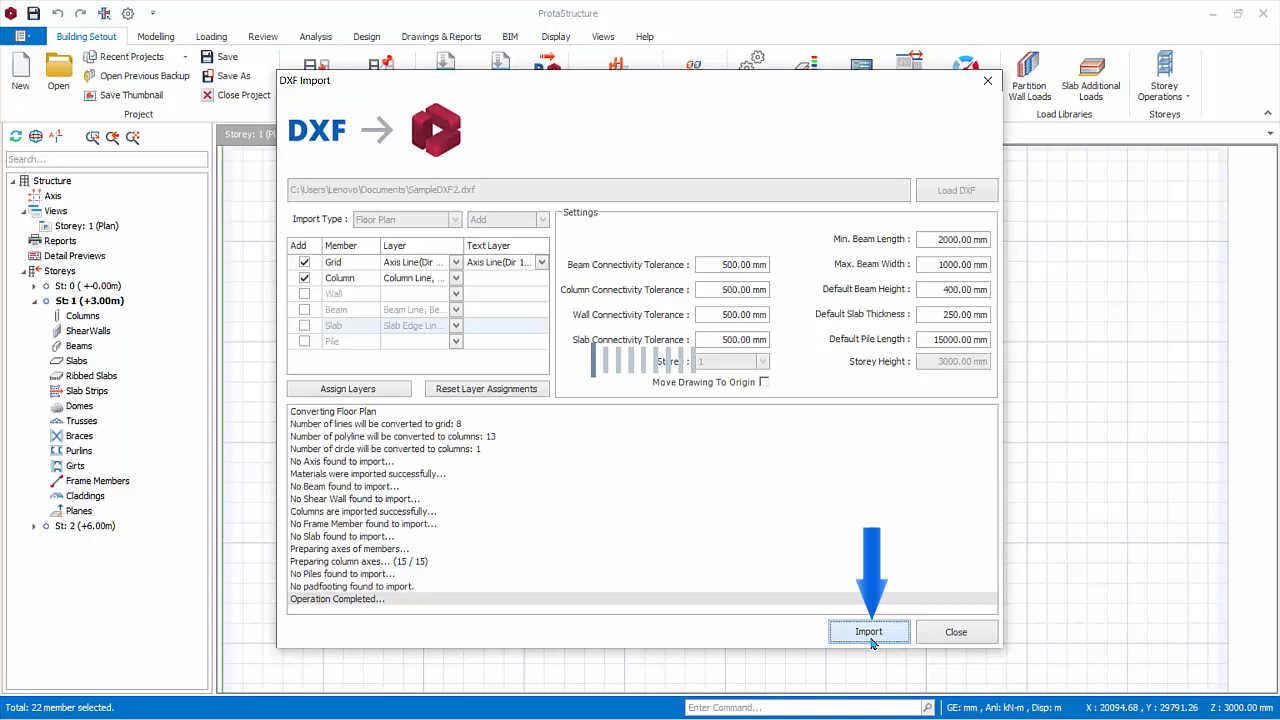 ProtaStructure
Building Setout
Modelling
Loading
Review
Analysis
Design
Drawings & Reports
BIM
Display
Views
Help
New
Open
Recent Projects
Open Previous Backup
Save Thumbnail
Save
Save As
Close Project
Project
Partition
Wall Loads
Slab Additional
Loads
Load Libraries
Storey
Operations
Storeys
Storey: 1 (Pl
Search...
Structure
Axis
Views
Storey: 1 (Plan)
Reports
Detail Previews
Storeys
St: 0 ( +-0.00m)
St: 1 (+3.00m)
Columns
ShearWalls
Beams
Slabs
Ribbed Slabs
Slab Strips
Domes
Trusses
Braces
Purlins
Girts
Frame Members
Claddings
Planes
St: 2 (+6.00m)
DXF Import
DXF
C:\Users\Lenovo\Documents\SampleDXF2.dxf
Load DXF
Import Type : Floor Plan Add
Add Member Layer Text Layer
Grid Axis Line(Dir ... Axis Line(Dir 1...
Column Column Line, ...
Wall
Beam Beam Line, Be...
Slab Slab Edge Lin...
Pile
Assign Layers
Reset Layer Assignments
Settings
Min. Beam Length : 2000.00 mm
Beam Connectivity Tolerance : 500.00 mm Max. Beam Width : 1000.00 mm
Column Connectivity Tolerance : 500.00 mm Default Beam Height : 400.00 mm
Wall Connectivity Tolerance : 500.00 mm Default Slab Thickness : 250.00 mm
Slab Connectivity Tolerance : 500.00 mm Default Pile Length : 15000.00 mm
1 Storey Height : 3000.00 mm
Move Drawing To Origin
Converting Floor Plan
Number of lines will be converted to grid: 8
Number of polyline will be converted to columns: 13
Number of circle will be converted to columns: 1
No Axis found to import...
Materials were imported successfully...
No Beam found to import...
No Shear Wall found to import...
Columns are imported successfully...
No Frame Member found to import...
No Slab found to import...
Preparing axes of members...
Preparing column axes... (15 / 15)
No Piles found to import...
No padfooting found to import.
Operation Completed...
Import
Close
Total: 22 member selected.
Enter Command...
GE: mm , Anl: kN-m , Disp: m
X : 20094.68 , Y : 29791.26
Z : 3000.00 mm